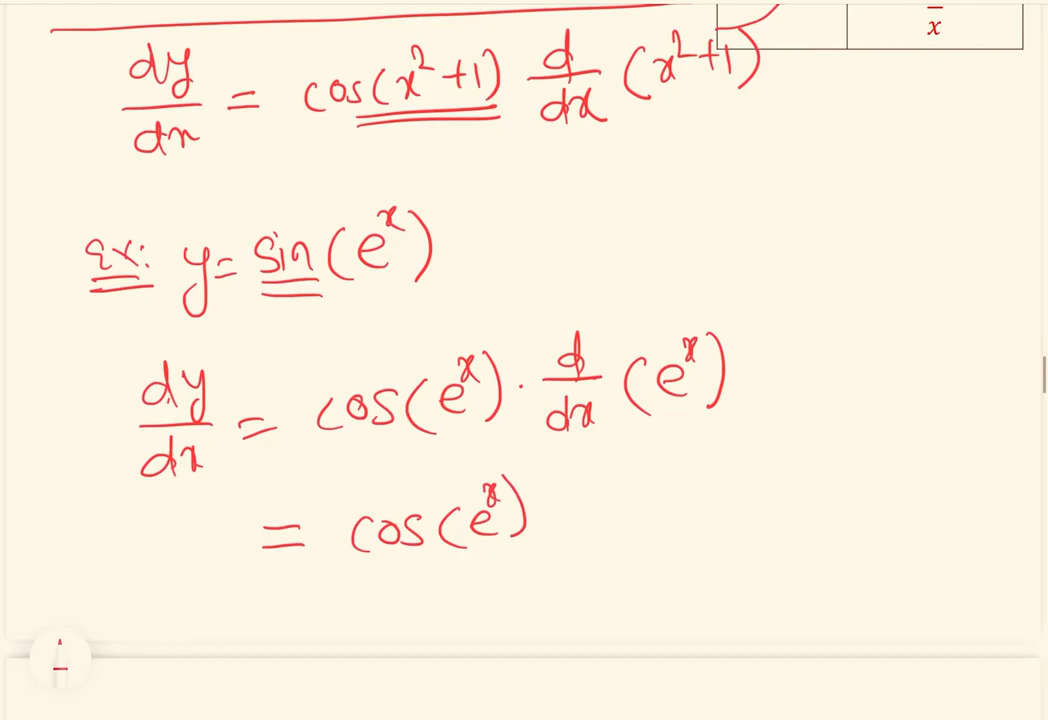 x
dy/dx = cos(x²+1) d/dx (x²+1)
Ex: y= sin(eˣ)
dy/dx = cos(eˣ) · d/dx (eˣ)
= cos(eˣ)